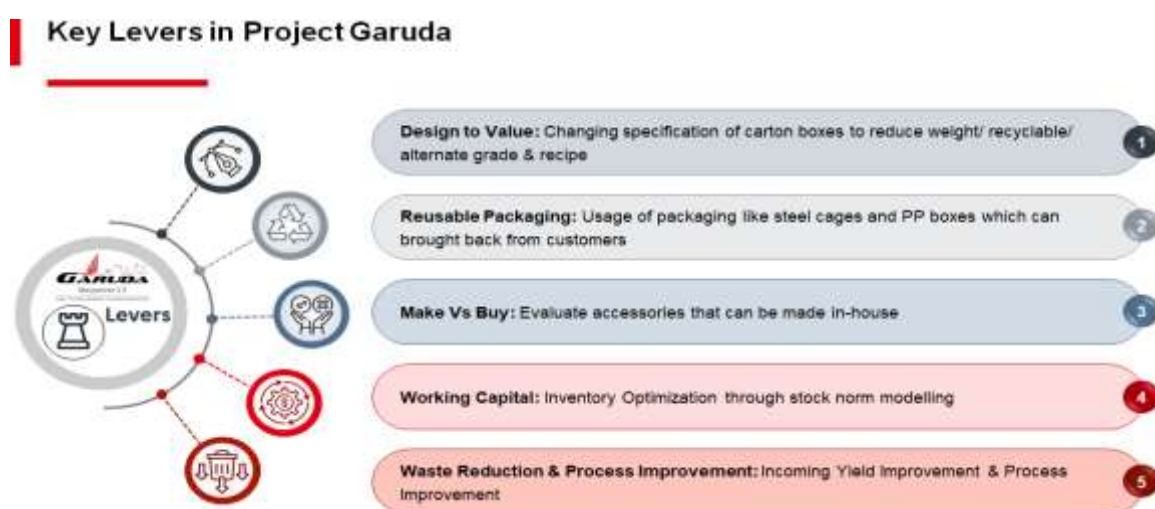 Key Levers in Project Garuda
Design to Value: Changing specification of carton boxes to reduce weight/ recyclable/
alternate grade & recipe
1
Reusable Packaging: Usage of packaging like steel cages and PP boxes which can
brought back from customers
2
GARUDA
Levers
Make Vs Buy: Evaluate accessories that can be made in-house
3
Working Capital: Inventory Optimization through stock norm modelling
4
Waste Reduction & Process Improvement: Incoming Yield Improvement & Process
Improvement
5